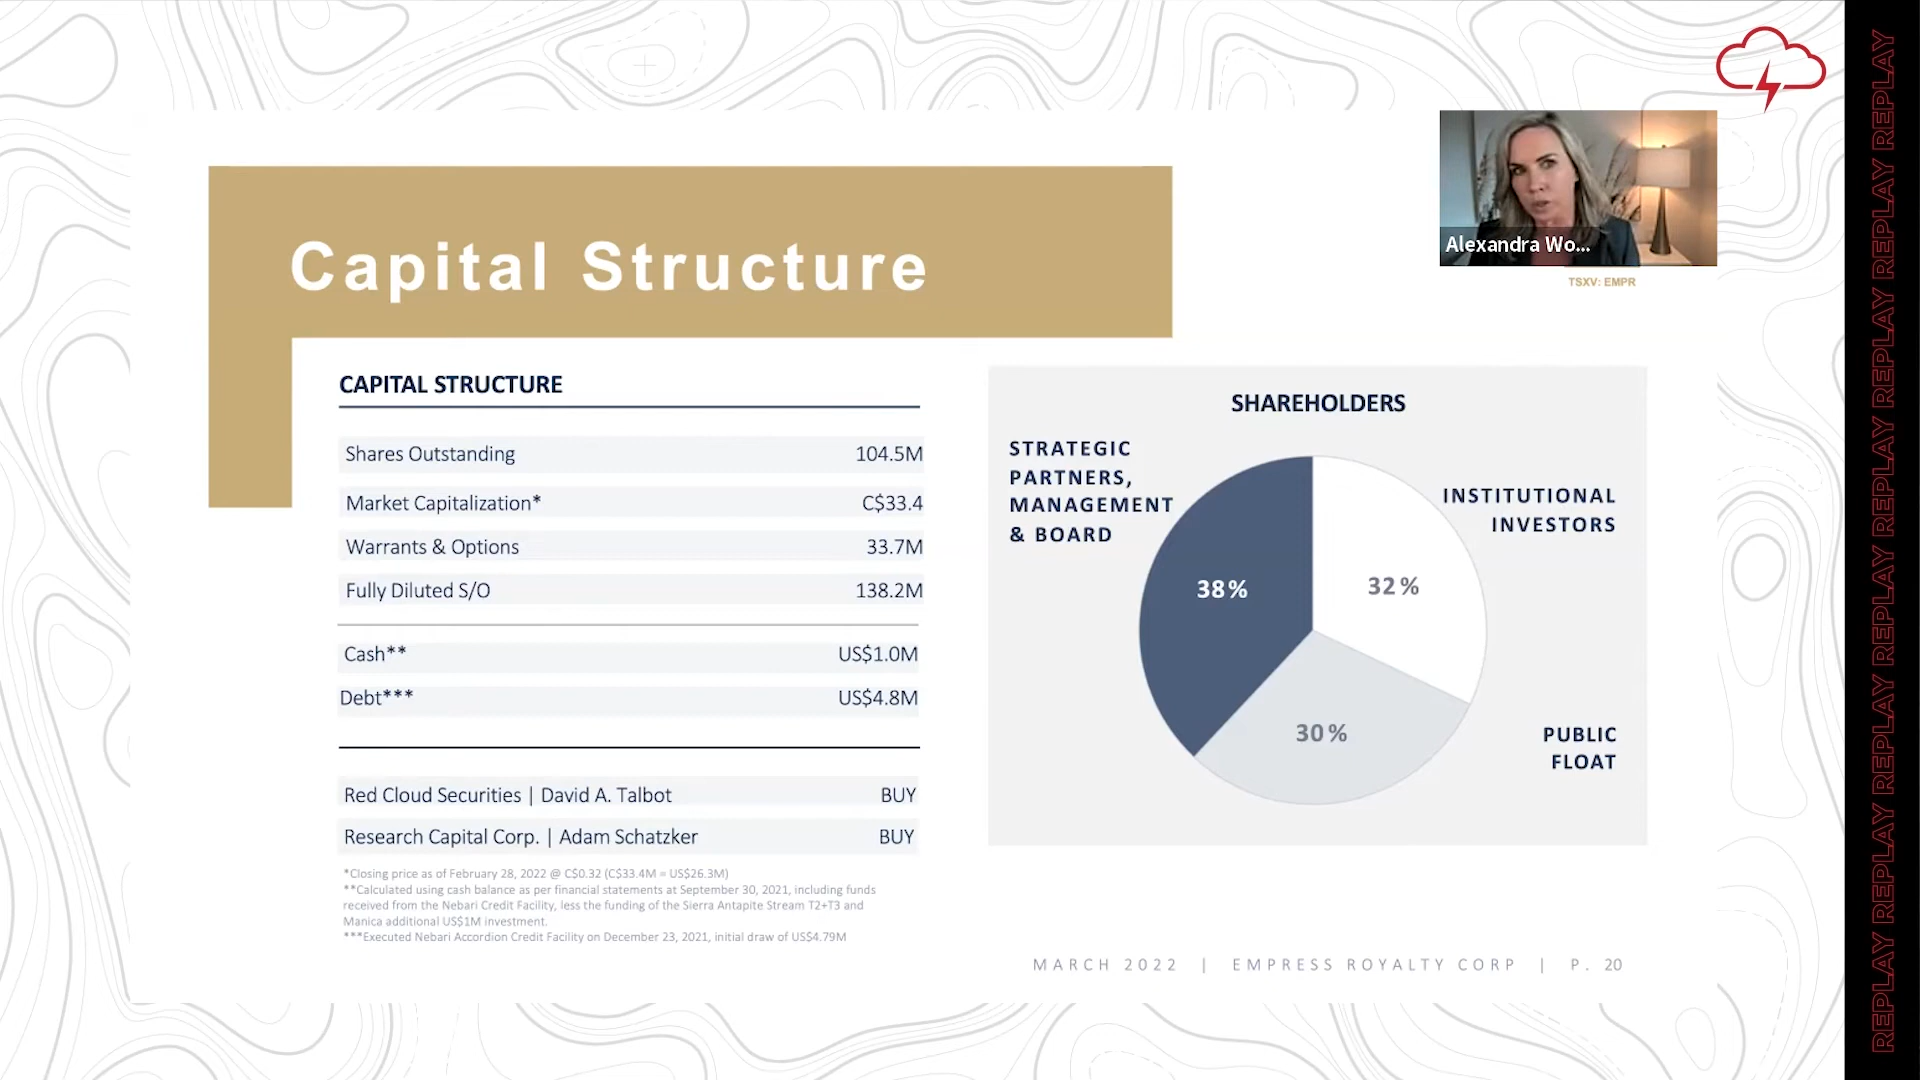 Capital Structure
Alexandra Wo...
TSXV: EMPR
CAPITAL STRUCTURE
Shares Outstanding 104.5M
Market Capitalization* C$33.4
Warrants & Options 33.7M
Fully Diluted S/O 138.2M
Cash** US$1.0M
Debt*** US$4.8M
Red Cloud Securities | David A. Talbot BUY
Research Capital Corp. | Adam Schatzker BUY
*Closing price as of February 28, 2022 @ C$0.32 (C$33.4M = US$26.3M)
**Calculated using cash balance as per financial statements at September 30, 2021, including funds
received from the Nebari Credit Facility, less the funding of the Sierra Antapite Stream T2+T3 and
Manica additional US$1M investment.
***Executed Nebari Accordion Credit Facility on December 23, 2021, initial draw of US$4.79M
SHAREHOLDERS
STRATEGIC
PARTNERS,
MANAGEMENT
& BOARD
38%
INSTITUTIONAL
INVESTORS
32%
30%
PUBLIC
FLOAT
MARCH 2022 | EMPRESS ROYALTY CORP | P. 20
REPLAY REPLAY REPLAY REPLAY REPLAY REPLAY REPLAY REPLAY